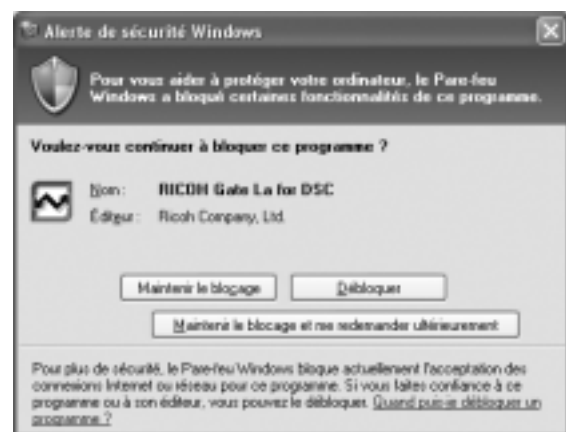 Alerte de sécurité Windows
Pour vous aider à protéger votre ordinateur, le Pare-feu
Windows a bloqué certaines fonctionnalités de ce programme.
Voulez-vous continuer à bloquer ce programme ?
Nom : RICOH Gate La for DSC
Éditeur : Ricoh Company, Ltd.
Maintenir le blocage Débloquer
Maintenir le blocage et me redemander ultérieurement
Pour plus de sécurité, le Pare-feu Windows bloque actuellement l'acceptation des
connexions Internet ou réseau pour ce programme. Si vous faites confiance à ce
programme ou à son éditeur, vous pouvez le débloquer. Quand puis-je débloquer un
programme ?